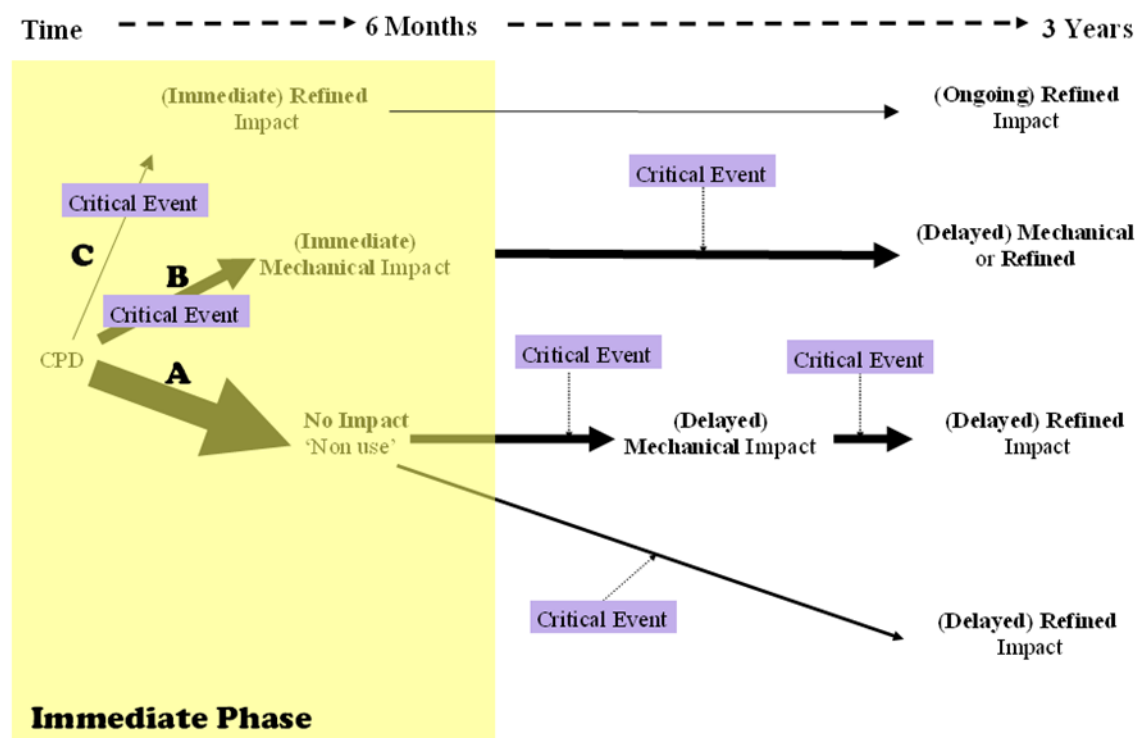 Time
6 Months
3 Years
(Immediate) Refined
Impact
(Ongoing) Refined
Impact
Critical Event
Critical Event
C
(Immediate)
Mechanical Impact
(Delayed) Mechanical
or Refined
B
Critical Event
CPD
A
Critical Event
Critical Event
No Impact
‘Non use’
(Delayed)
Mechanical Impact
(Delayed) Refined
Impact
Critical Event
(Delayed) Refined
Impact
Immediate Phase